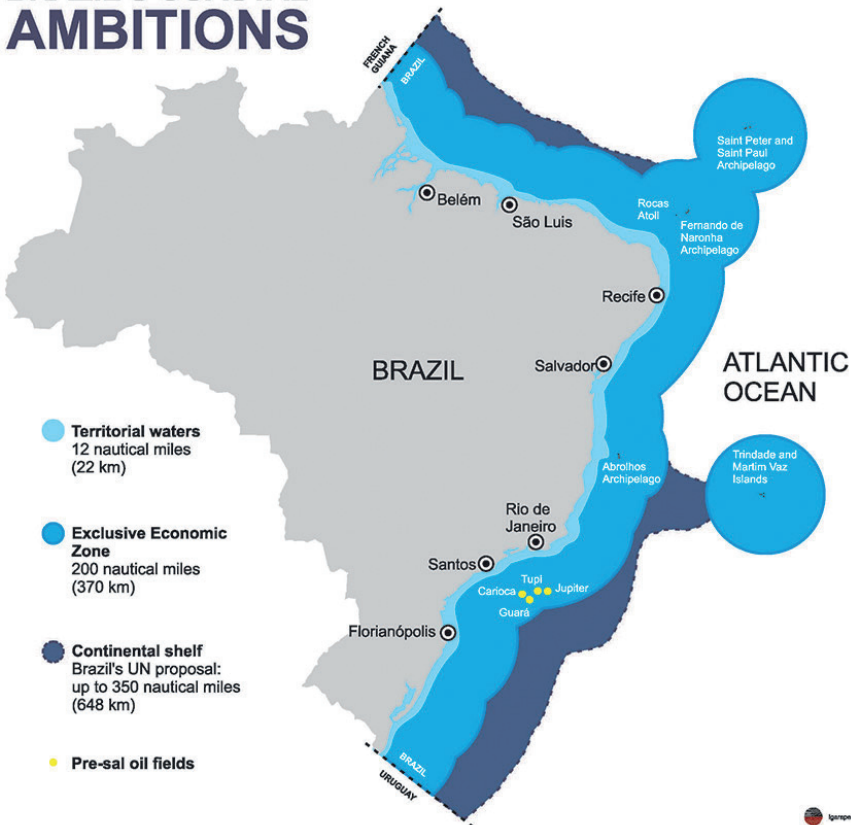 AMBITIONS
FRENCH
GUIANA
BRAZIL
Saint Peter and
Saint Paul
Archipelago
Belém
São Luis
Rocas
Atoll
Fernando de
Naronha
Archipelago
Recife
BRAZIL
Salvador
ATLANTIC
OCEAN
Territorial waters
12 nautical miles
(22 km)
Abrolhos
Archipelago
Trindade and
Martim Vaz
Islands
Exclusive Economic
Zone
200 nautical miles
(370 km)
Rio de
Janeiro
Santos
Tupi
Carioca
Jupiter
Guará
Florianópolis
Continental shelf
Brazil's UN proposal:
up to 350 nautical miles
(648 km)
Pre-sal oil fields
BRAZIL
URUGUAY
Igarape